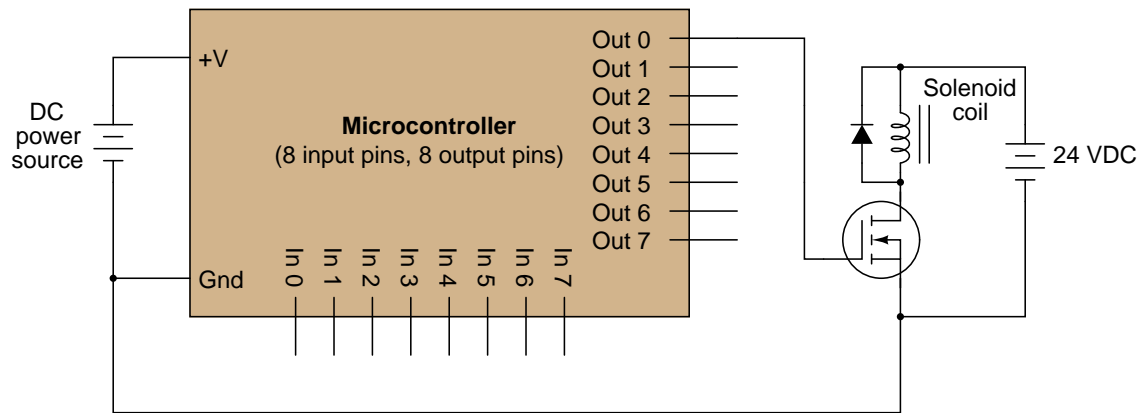 Out 0
+V
Out 1
Out 2
DC
power
source
Microcontroller
(8 input pins, 8 output pins)
Out 3
Out 4
Out 5
Out 6
Out 7
Gnd
In 0
In 1
In 2
In 3
In 4
In 5
In 6
In 7
Solenoid
coil
24 VDC